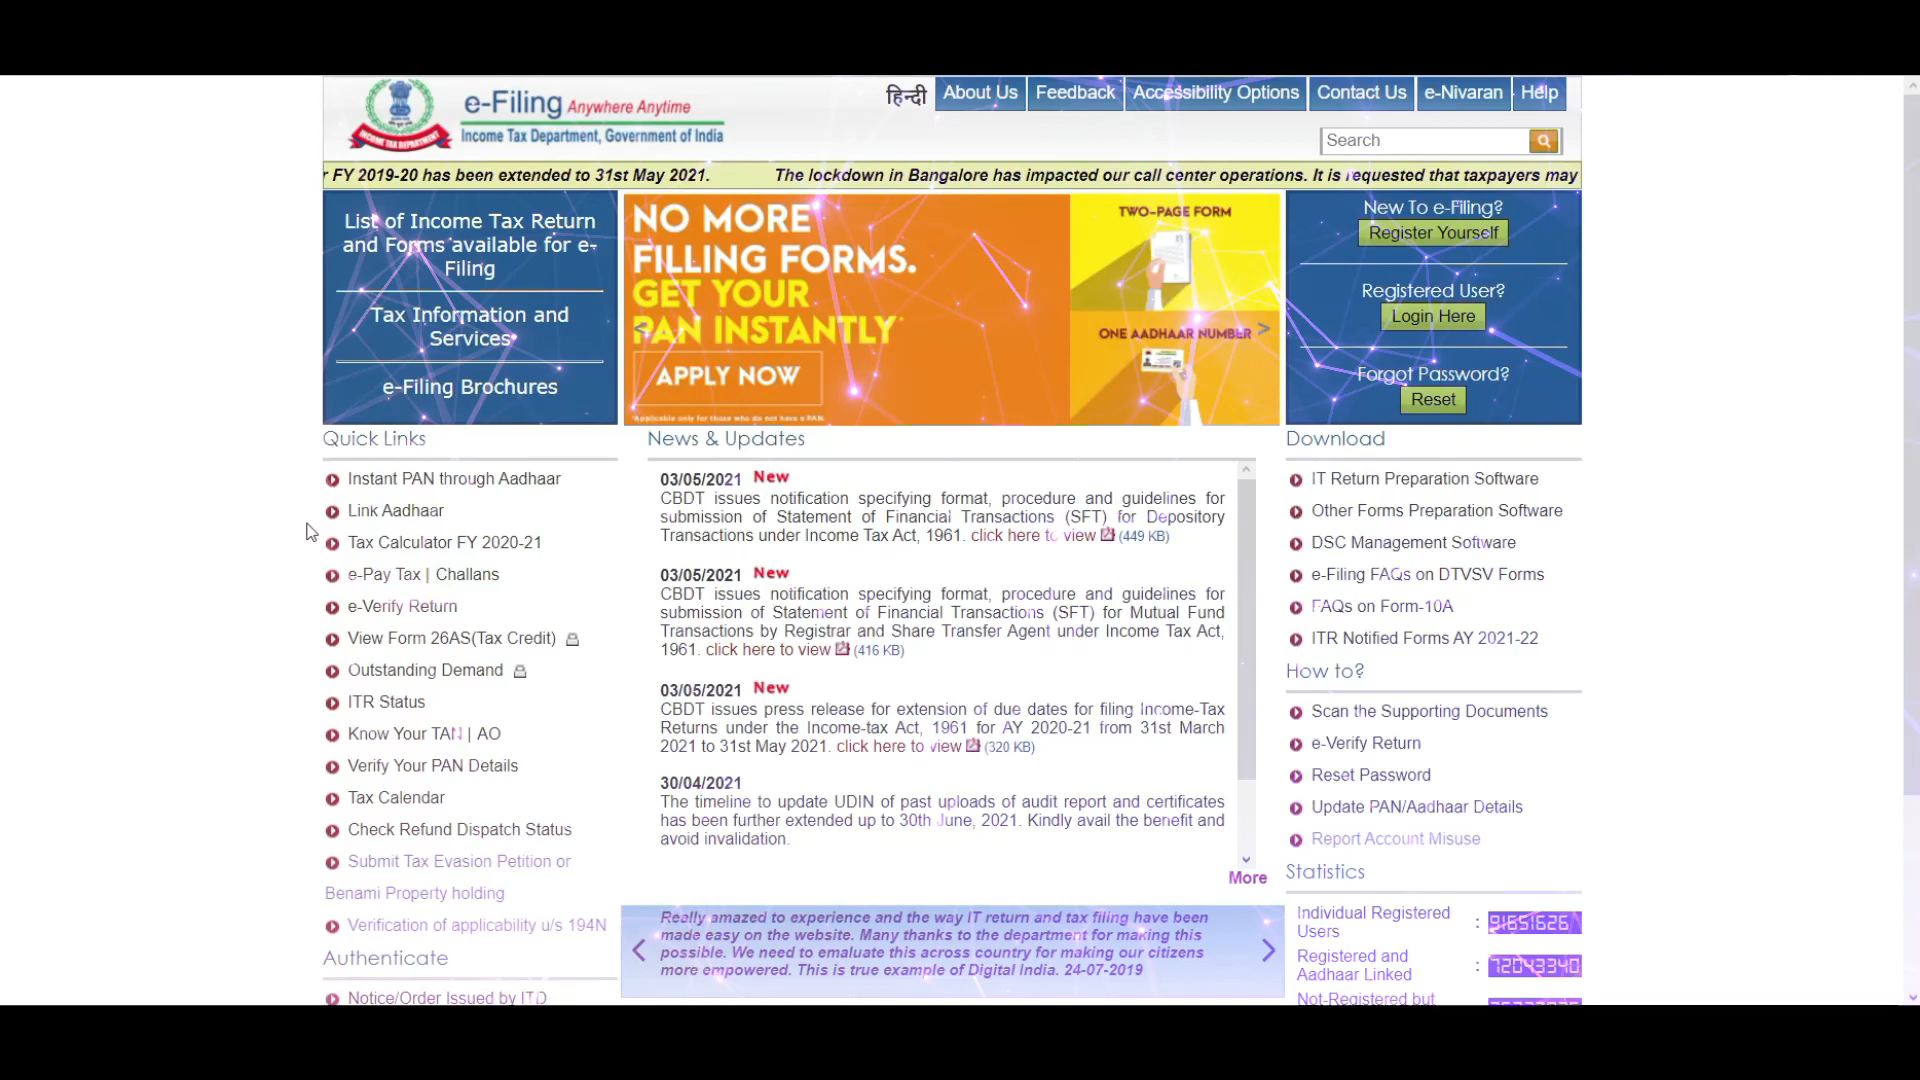 e-Filing Anywhere Anytime
Income Tax Department, Government of India
INCOME TAX DEPARTMENT
हिन्दी
About Us
Feedback
Accessibility Options
Contact Us
e-Nivaran
Help
Search
FY 2019-20 has been extended to 31st May 2021. The lockdown in Bangalore has impacted our call center operations. It is requested that taxpayers may
List of Income Tax Return
and Forms available for e-
Filing
Tax Information and
Services
e-Filing Brochures
NO MORE
FILLING FORMS.
GET YOUR
PAN INSTANTLY*
APPLY NOW
*Applicable only for those who do not have a PAN.
TWO-PAGE FORM
ONE AADHAAR NUMBER
New To e-Filing?
Register Yourself
Registered User?
Login Here
Forgot Password?
Reset
Quick Links
Instant PAN through Aadhaar
Link Aadhaar
Tax Calculator FY 2020-21
e-Pay Tax | Challans
e-Verify Return
View Form 26AS(Tax Credit)
Outstanding Demand
ITR Status
Know Your TAN | AO
Verify Your PAN Details
Tax Calendar
Check Refund Dispatch Status
Submit Tax Evasion Petition or
Benami Property holding
Verification of applicability u/s 194N
Authenticate
Notice/Order Issued by ITD
News & Updates
03/05/2021 New
CBDT issues notification specifying format, procedure and guidelines for
submission of Statement of Financial Transactions (SFT) for Depository
Transactions under Income Tax Act, 1961. click here to view (449 KB)
03/05/2021 New
CBDT issues notification specifying format, procedure and guidelines for
submission of Statement of Financial Transactions (SFT) for Mutual Fund
Transactions by Registrar and Share Transfer Agent under Income Tax Act,
1961. click here to view (416 KB)
03/05/2021 New
CBDT issues press release for extension of due dates for filing Income-Tax
Returns under the Income-tax Act, 1961 for AY 2020-21 from 31st March
2021 to 31st May 2021. click here to view (320 KB)
30/04/2021
The timeline to update UDIN of past uploads of audit report and certificates
has been further extended up to 30th June, 2021. Kindly avail the benefit and
avoid invalidation.
More
Really amazed to experience and the way IT return and tax filing have been
made easy on the website. Many thanks to the department for making this
possible. We need to emaluate this across country for making our citizens
more empowered. This is true example of Digital India. 24-07-2019
Download
IT Return Preparation Software
Other Forms Preparation Software
DSC Management Software
e-Filing FAQs on DTVSV Forms
FAQs on Form-10A
ITR Notified Forms AY 2021-22
How to?
Scan the Supporting Documents
e-Verify Return
Reset Password
Update PAN/Aadhaar Details
Report Account Misuse
Statistics
Individual Registered
Users : 91651626
Registered and
Aadhaar Linked : 72043340
Not-Registered but